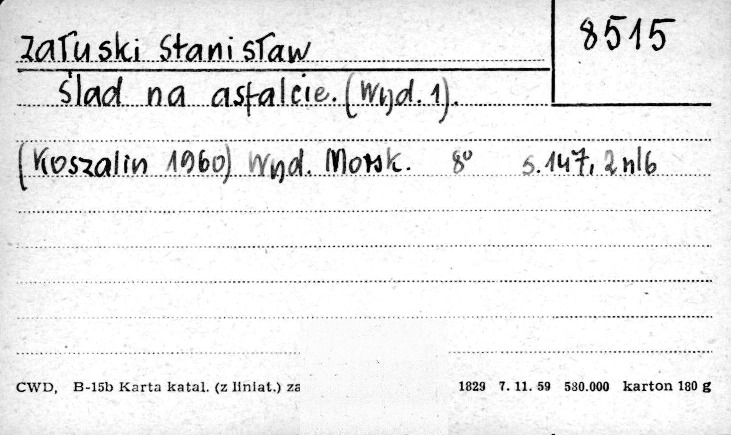 8515
Załuski Stanisław
Ślad na asfalcie. (Wyd. 1).
(Koszalin 1960) Wyd. Morsk. 8° s. 147, 2 nlb
CWD, B-15b Karta katal. (z liniat.) za 1829 7. 11. 59 580.000 karton 180 g